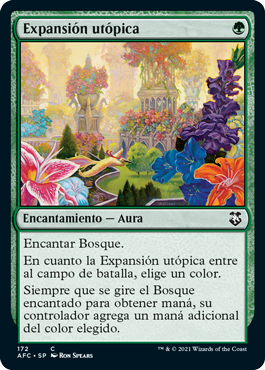 Expansión utópica
Encantamiento — Aura
Encantar Bosque.
En cuanto la Expansión utópica entre
al campo de batalla, elige un color.
Siempre que se gire el Bosque
encantado para obtener maná, su
controlador agrega un maná adicional
del color elegido.
172 C
AFC • SP Ron Spears
™ & © 2021 Wizards of the Coast